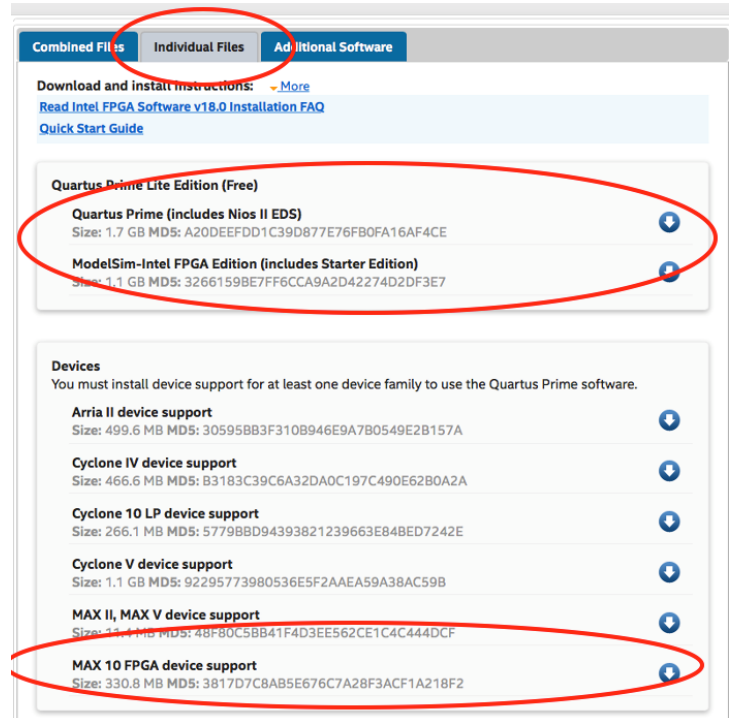 Combined Files Individual Files Additional Software
Download and install instructions: More
Read Intel FPGA Software v18.0 Installation FAQ
Quick Start Guide
Quartus Prime Lite Edition (Free)
Quartus Prime (includes Nios II EDS)
Size: 1.7 GB MD5: A20DEEFDD1C39D877E76FB0FA16AF4CE
ModelSim-Intel FPGA Edition (includes Starter Edition)
Size: 1.1 GB MD5: 3266159BE7FF6CCA9A2D42274D2DF3E7
Devices
You must install device support for at least one device family to use the Quartus Prime software.
Arria II device support
Size: 499.6 MB MD5: 30595BB3F310B946E9A7B0549E2B157A
Cyclone IV device support
Size: 466.6 MB MD5: B3183C39C6A32DA0C197C490E62B0A2A
Cyclone 10 LP device support
Size: 266.1 MB MD5: 5779BBD94393821239663E84BED7242E
Cyclone V device support
Size: 1.1 GB MD5: 92295773980536E5F2AAEA59A38AC59B
MAX II, MAX V device support
Size: 11.4 MB MD5: 48F80C5BB41F4D3EE562CE1C4C444DCF
MAX 10 FPGA device support
Size: 330.8 MB MD5: 3817D7C8AB5E676C7A28F3ACF1A218F2